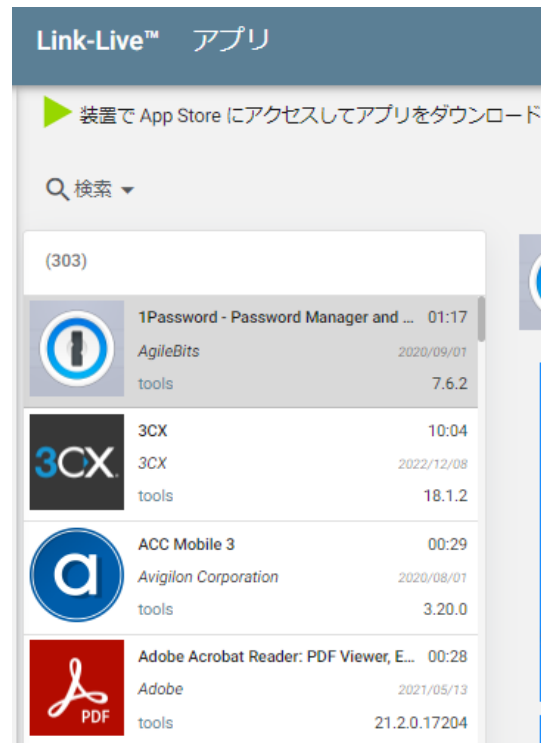 Link-Live™ アプリ
装置で App Store にアクセスしてアプリをダウンロード
検索
(303)
1Password - Password Manager and ... 01:17
AgileBits 2020/09/01
tools 7.6.2
3CX.
3CX 10:04
3CX 2022/12/08
tools 18.1.2
a
ACC Mobile 3 00:29
Avigilon Corporation 2020/08/01
tools 3.20.0
PDF
Adobe Acrobat Reader: PDF Viewer, E... 00:28
Adobe 2021/05/13
tools 21.2.0.17204